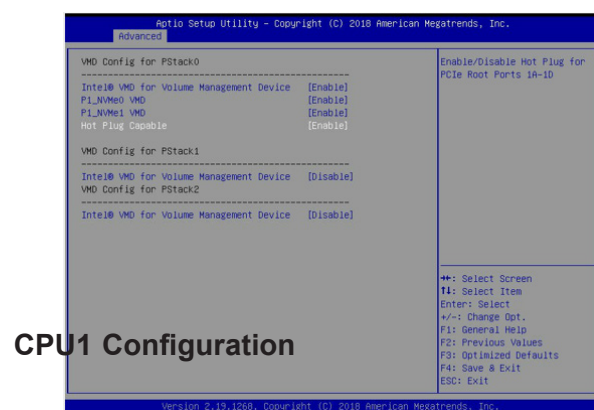 Aptio Setup Utility – Copyright (C) 2018 American Megatrends, Inc.
Advanced
VMD Config for PStack0
--------------------------------------------------
Intel® VMD for Volume Management Device [Enable]
P1_NVMe0 VMD [Enable]
P1_NVMe1 VMD [Enable]
Hot Plug Capable [Enable]
VMD Config for PStack1
--------------------------------------------------
Intel® VMD for Volume Management Device [Disable]
VMD Config for PStack2
--------------------------------------------------
Intel® VMD for Volume Management Device [Disable]
Enable/Disable Hot Plug for
PCIe Root Ports 1A-1D
→←: Select Screen
↑↓: Select Item
Enter: Select
+/-: Change Opt.
F1: General Help
F2: Previous Values
F3: Optimized Defaults
F4: Save & Exit
ESC: Exit
CPU1 Configuration
Version 2.19.1268. Copyright (C) 2018 American Megatrends, Inc.